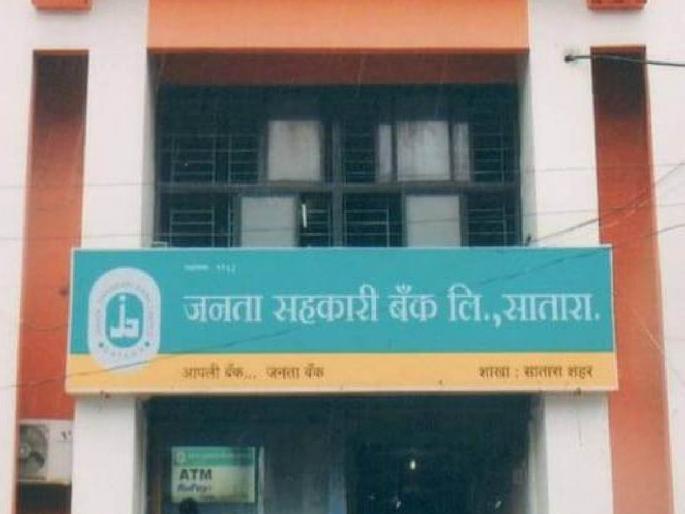 जनता सहकारी बँक लि.,सातारा.
आपली बँक... जनता बँक
शाखा : सातारा शहर
ATM